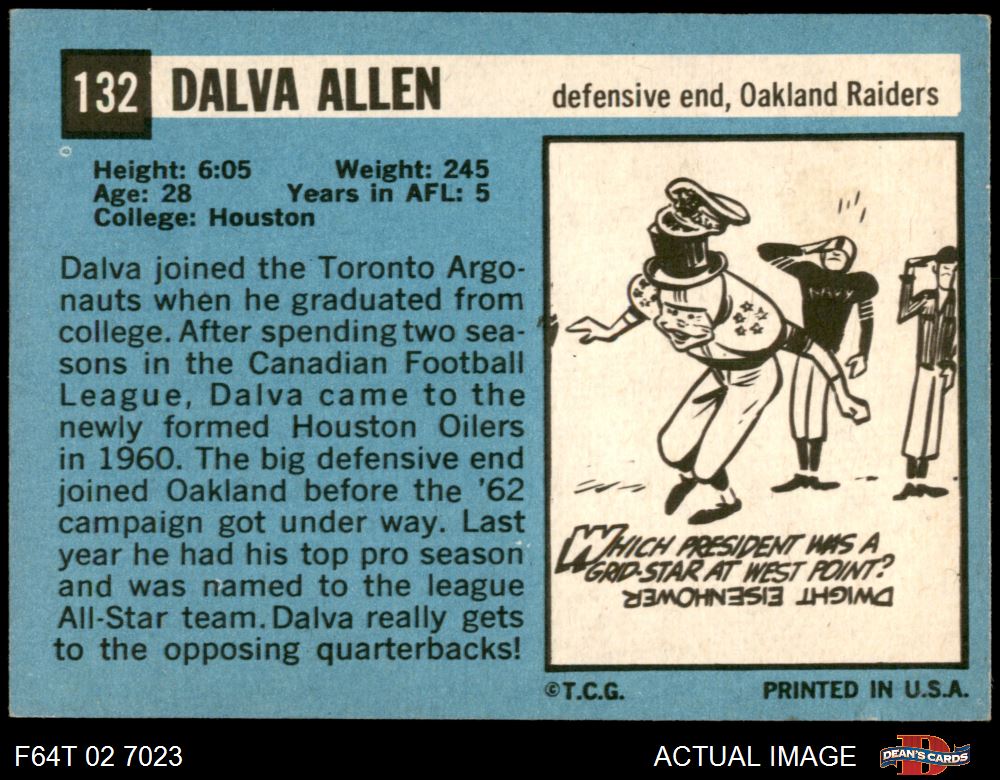 132 DALVA ALLEN defensive end, Oakland Raiders
Height: 6:05 Weight: 245
Age: 28 Years in AFL: 5
College: Houston
Dalva joined the Toronto Argo-
nauts when he graduated from
college. After spending two sea-
sons in the Canadian Football
League, Dalva came to the
newly formed Houston Oilers
in 1960. The big defensive end
joined Oakland before the '62
campaign got under way. Last
year he had his top pro season
and was named to the league
All-Star team. Dalva really gets
to the opposing quarterbacks!
NAVY
WHICH PRESIDENT WAS A
GRID-STAR AT WEST POINT?
DWIGHT EISENHOWER
©T.C.G. PRINTED IN U.S.A.
F64T 02 7023 ACTUAL IMAGE DEAN'S CARDS